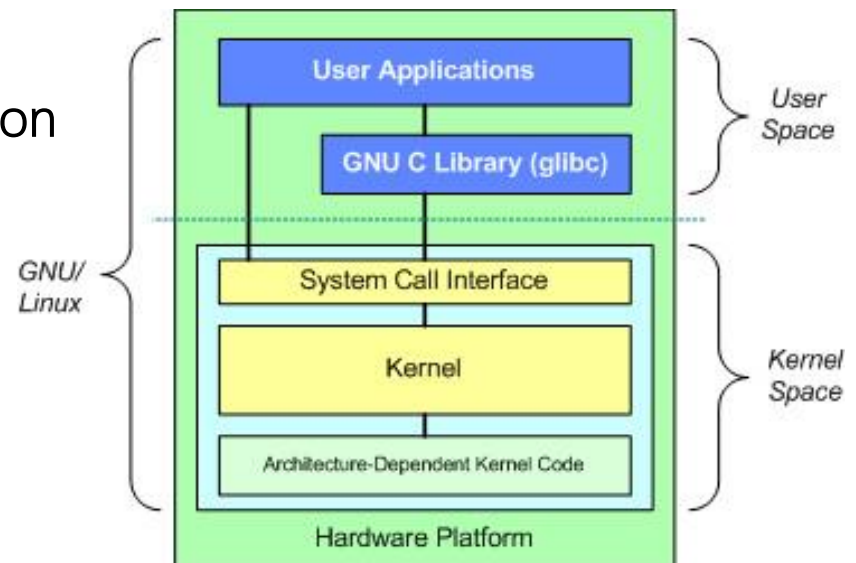 on
User Applications
User
Space
GNU C Library (glibc)
GNU/
Linux
System Call Interface
Kernel
Kernel
Space
Architecture-Dependent Kernel Code
Hardware Platform